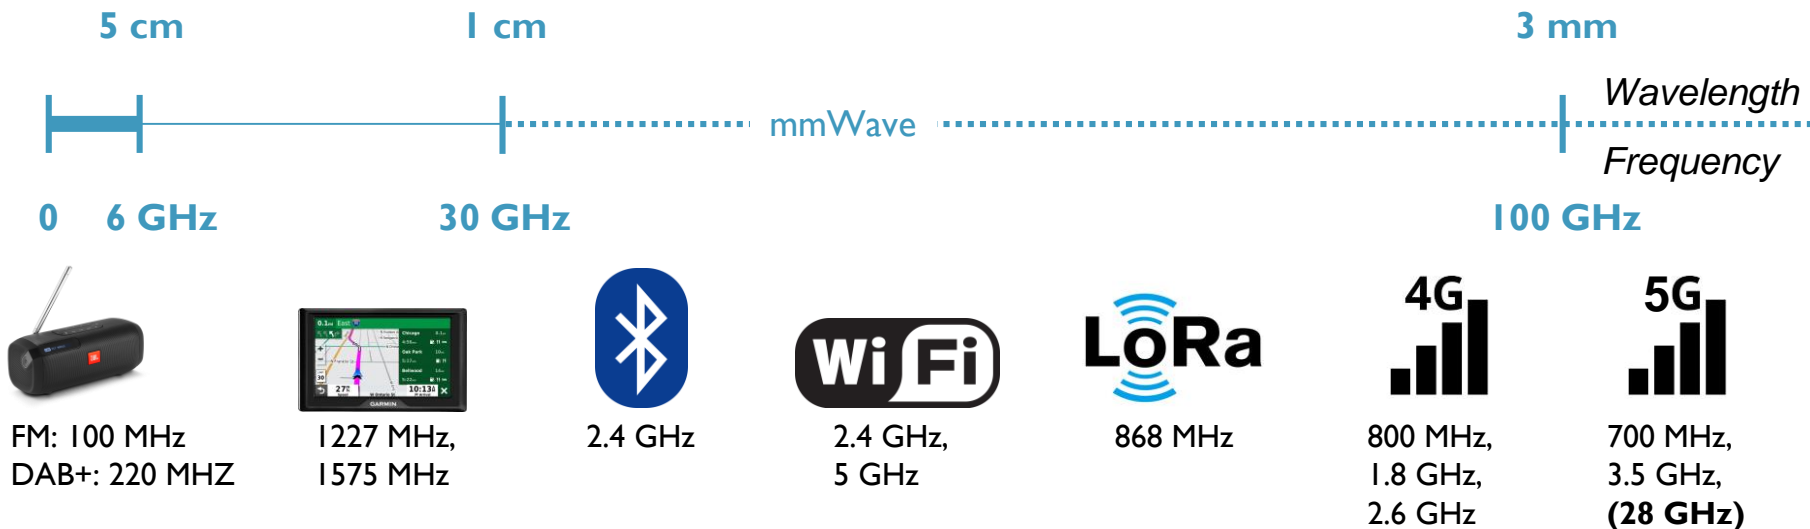 5 cm
1 cm
3 mm
Wavelength
mmWave
Frequency
0
6 GHz
30 GHz
100 GHz
4G
5G
Wi Fi
LoRa
GARMIN
FM: 100 MHz
DAB+: 220 MHZ
1227 MHz,
1575 MHz
2.4 GHz
2.4 GHz,
5 GHz
868 MHz
800 MHz,
1.8 GHz,
2.6 GHz
700 MHz,
3.5 GHz,
(28 GHz)